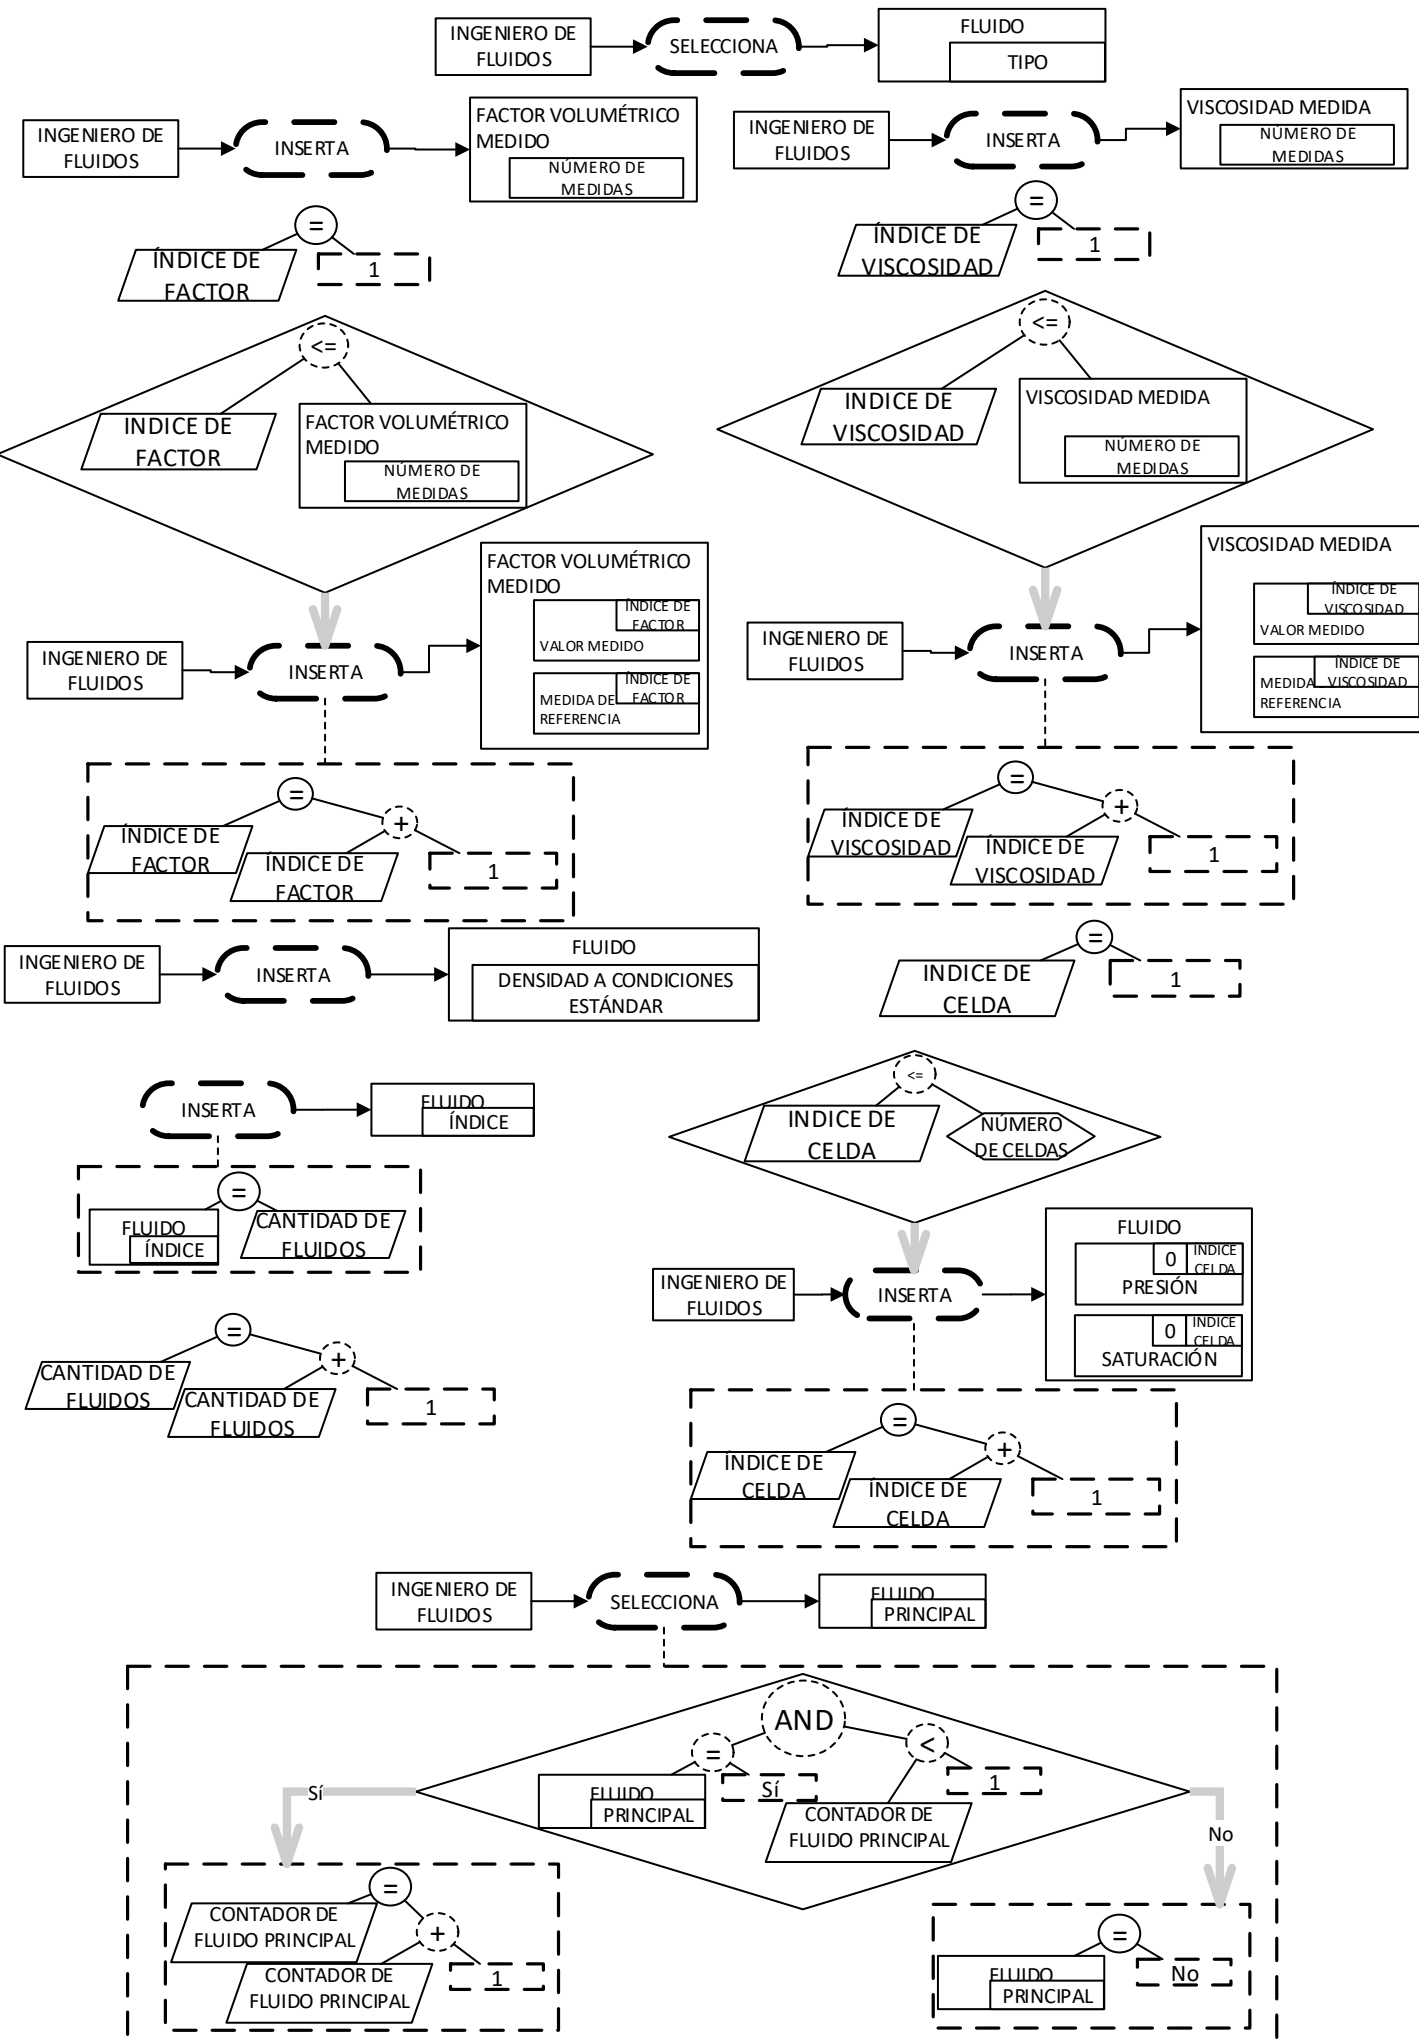 INGENIERO DE
FLUIDOS
SELECCIONA
FLUIDO
TIPO
INGENIERO DE
FLUIDOS
INSERTA
FACTOR VOLUMÉTRICO
MEDIDO
NÚMERO DE
MEDIDAS
INGENIERO DE
FLUIDOS
INSERTA
VISCOSIDAD MEDIDA
NÚMERO DE
MEDIDAS
=
ÍNDICE DE
FACTOR
1
=
ÍNDICE DE
VISCOSIDAD
1
<=
INDICE DE
FACTOR
FACTOR VOLUMÉTRICO
MEDIDO
NÚMERO DE
MEDIDAS
<=
INDICE DE
VISCOSIDAD
VISCOSIDAD MEDIDA
NÚMERO DE
MEDIDAS
INGENIERO DE
FLUIDOS
INSERTA
FACTOR VOLUMÉTRICO
MEDIDO
ÍNDICE DE
FACTOR
VALOR MEDIDO
ÍNDICE DE
FACTOR
MEDIDA DE
REFERENCIA
INGENIERO DE
FLUIDOS
INSERTA
VISCOSIDAD MEDIDA
ÍNDICE DE
VISCOSIDAD
VALOR MEDIDO
ÍNDICE DE
VISCOSIDAD
MEDIDA
REFERENCIA
=
ÍNDICE DE
FACTOR
+
ÍNDICE DE
FACTOR
1
=
ÍNDICE DE
VISCOSIDAD
+
ÍNDICE DE
VISCOSIDAD
1
INGENIERO DE
FLUIDOS
INSERTA
FLUIDO
DENSIDAD A CONDICIONES
ESTÁNDAR
=
INDICE DE
CELDA
1
INSERTA
FLUIDO
ÍNDICE
=
FLUIDO
ÍNDICE
CANTIDAD DE
FLUIDOS
<=
INDICE DE
CELDA
NÚMERO
DE CELDAS
INGENIERO DE
FLUIDOS
INSERTA
FLUIDO
0
INDICE
CELDA
PRESIÓN
0
INDICE
CELDA
SATURACIÓN
=
CANTIDAD DE
FLUIDOS
+
CANTIDAD DE
FLUIDOS
1
=
ÍNDICE DE
CELDA
+
ÍNDICE DE
CELDA
1
INGENIERO DE
FLUIDOS
SELECCIONA
FLUIDO
PRINCIPAL
AND
=
FLUIDO
PRINCIPAL
Sí
<
CONTADOR DE
FLUIDO PRINCIPAL
1
Sí
No
=
CONTADOR DE
FLUIDO PRINCIPAL
+
CONTADOR DE
FLUIDO PRINCIPAL
1
=
FLUIDO
PRINCIPAL
No